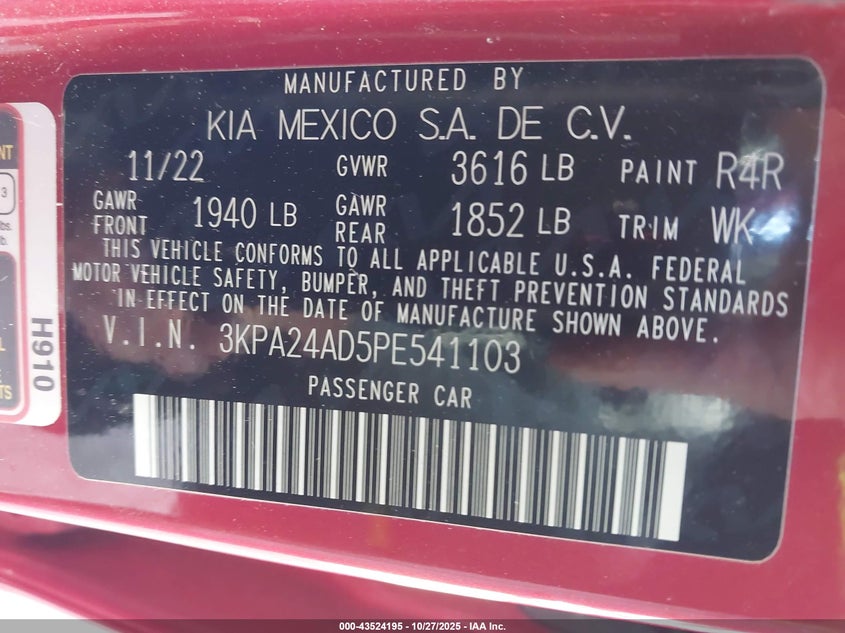 MANUFACTURED BY
KIA MEXICO S.A. DE C.V.
11/22 GVWR 3616 LB PAINT R4R
GAWR FRONT 1940 LB GAWR REAR 1852 LB TRIM WK
THIS VEHICLE CONFORMS TO ALL APPLICABLE U.S.A. FEDERAL
MOTOR VEHICLE SAFETY, BUMPER, AND THEFT PREVENTION STANDARDS
IN EFFECT ON THE DATE OF MANUFACTURE SHOWN ABOVE.
V.I.N. 3KPA24AD5PE541103
PASSENGER CAR
H910
000-43524195 - 10/27/2025 - IAA Inc.